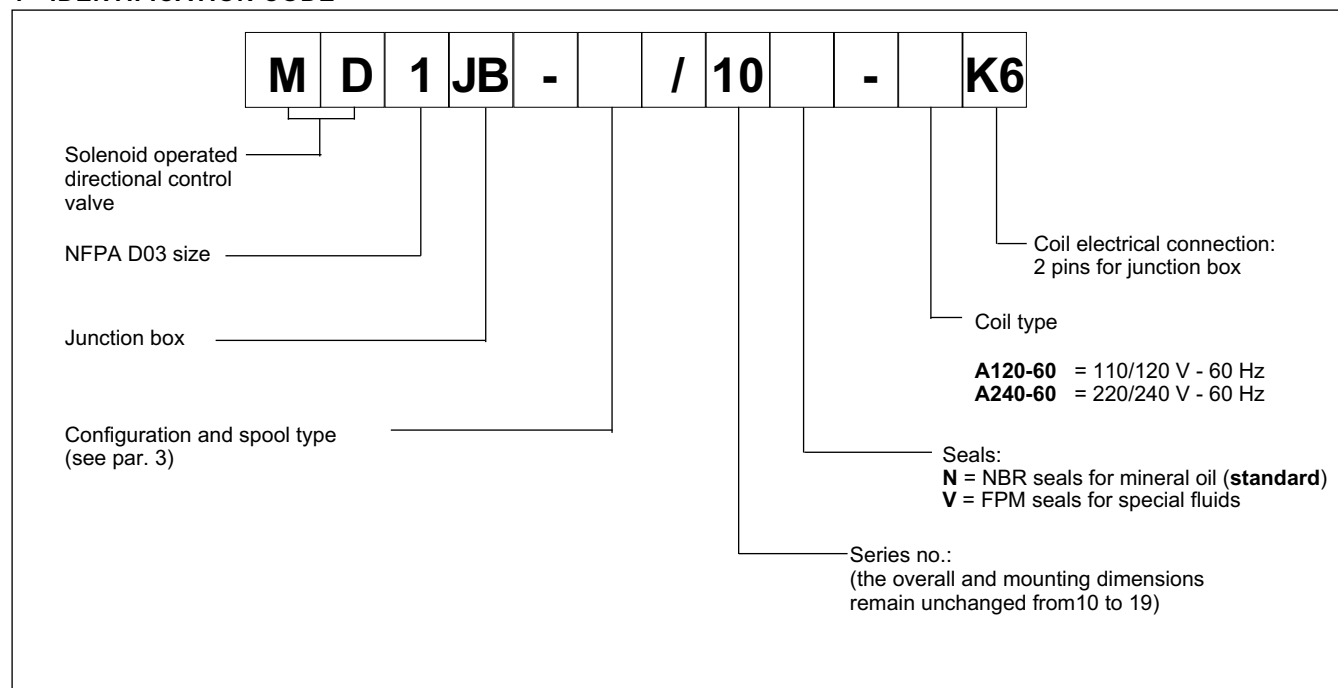 M D 1 JB - / 10 - K6
Solenoid operated
directional control
valve
NFPA D03 size
Junction box
Configuration and spool type
(see par. 3)
Coil electrical connection:
2 pins for junction box
Coil type
A120-60 = 110/120 V - 60 Hz
A240-60 = 220/240 V - 60 Hz
Seals:
N = NBR seals for mineral oil (standard)
V = FPM seals for special fluids
Series no.:
(the overall and mounting dimensions
remain unchanged from10 to 19)